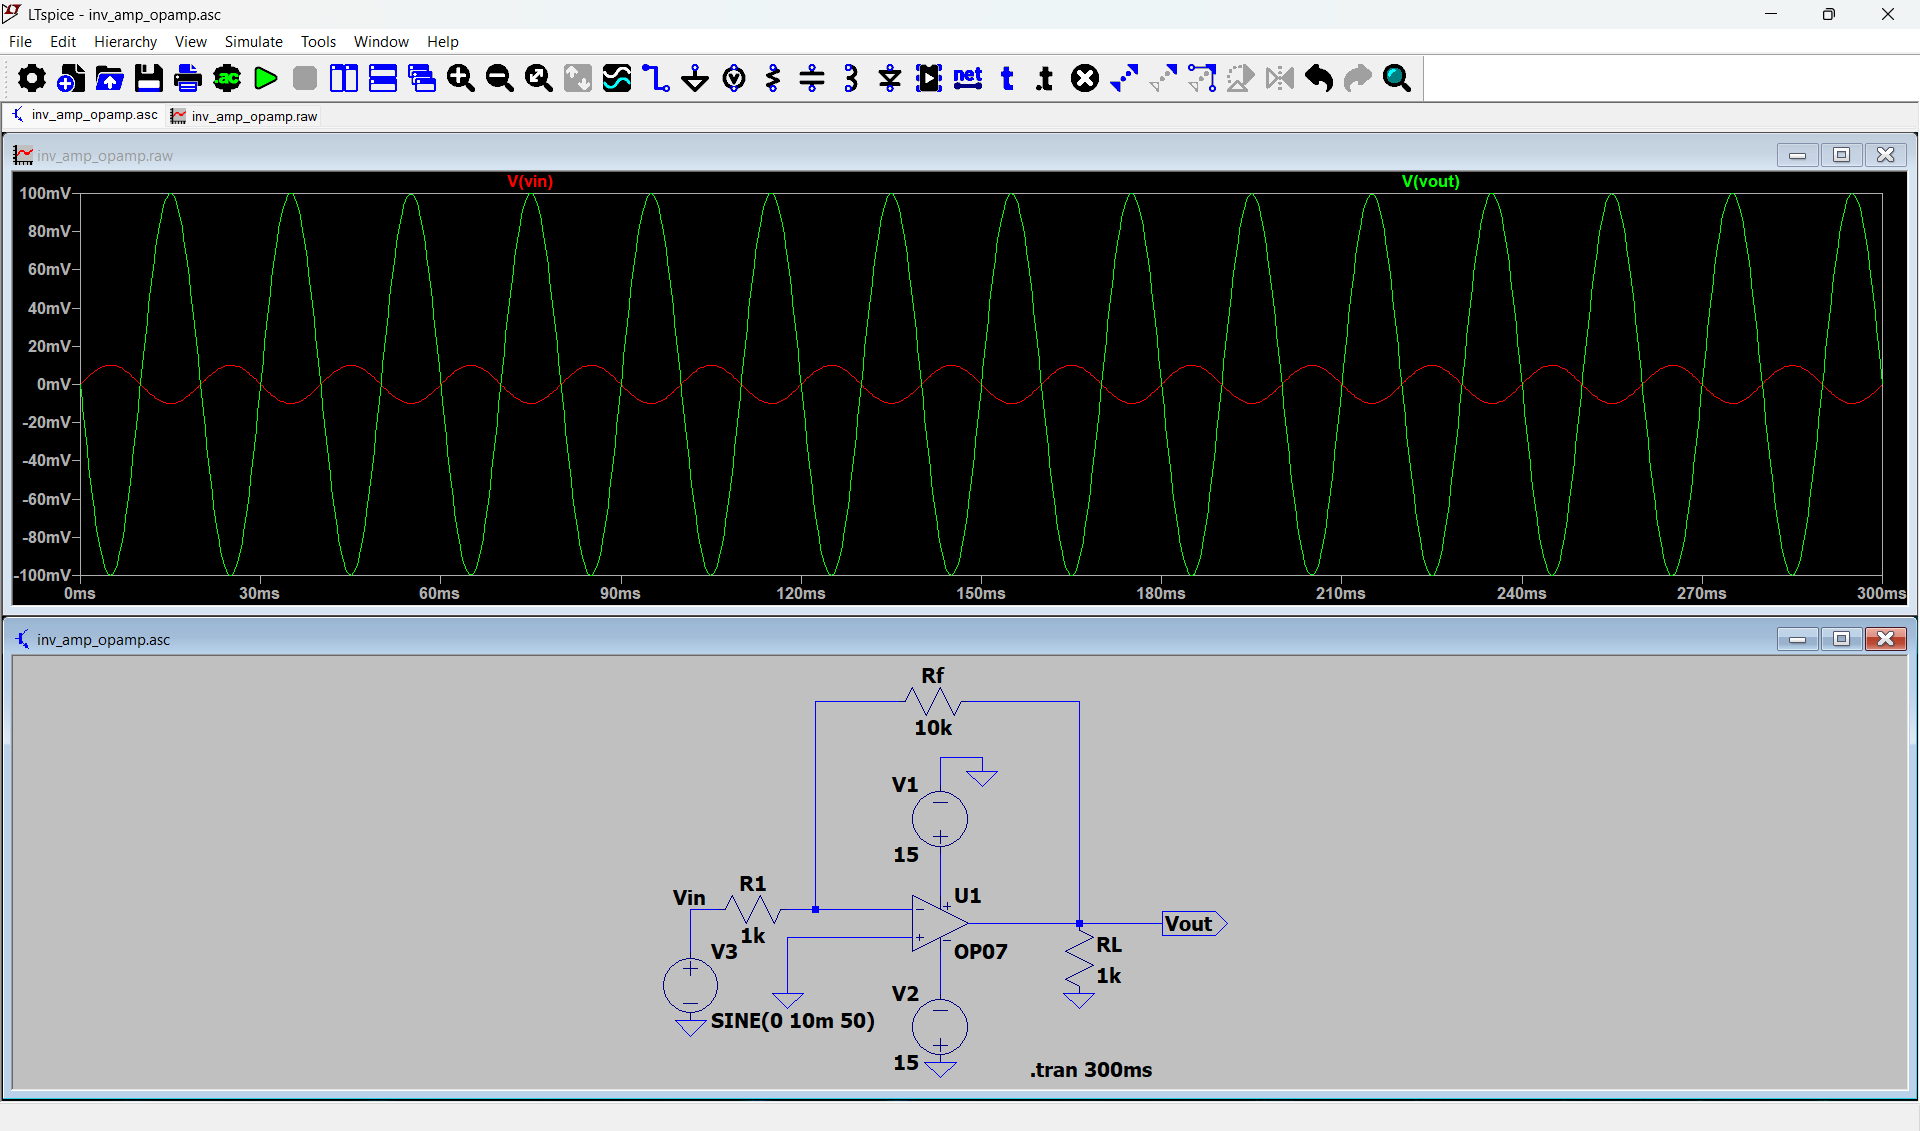 LTspice - inv_amp_opamp.asc
File Edit Hierarchy View Simulate Tools Window Help
.ac net t .t
inv_amp_opamp.asc inv_amp_opamp.raw
inv_amp_opamp.raw
V(vin) V(vout)
100mV
80mV
60mV
40mV
20mV
0mV
-20mV
-40mV
-60mV
-80mV
-100mV
0ms 30ms 60ms 90ms 120ms 150ms 180ms 210ms 240ms 270ms 300ms
inv_amp_opamp.asc
Rf
10k
V1
15
R1
Vin
U1
1k
V3
Vout
OP07
RL
1k
V2
SINE(0 10m 50)
15
.tran 300ms